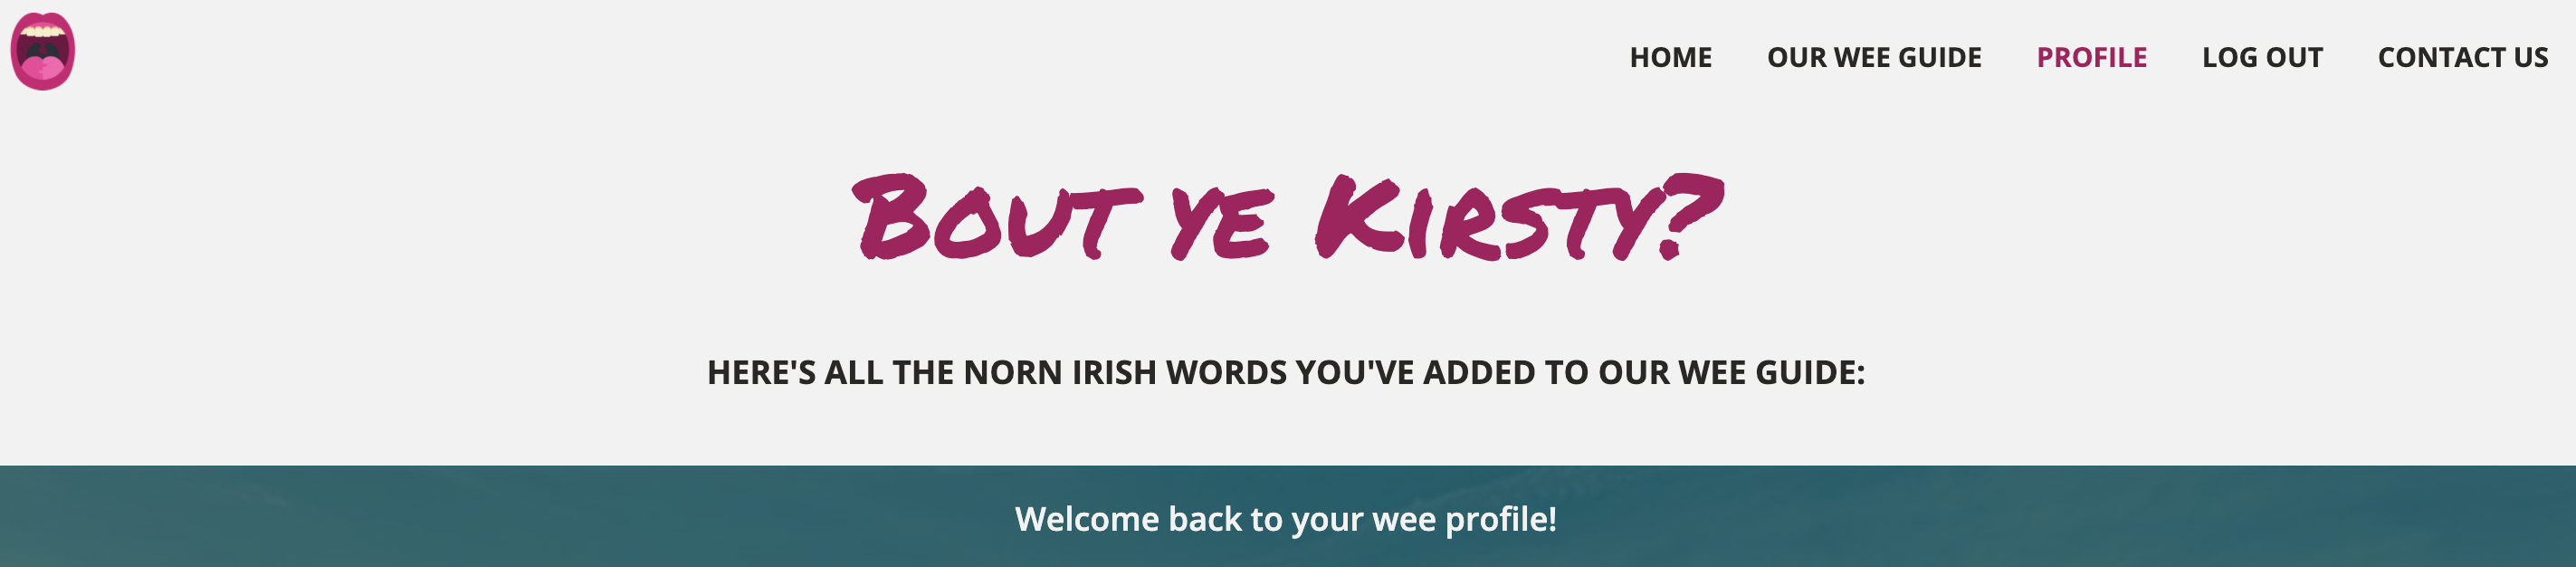 HOME OUR WEE GUIDE PROFILE LOG OUT CONTACT US
Bout ye Kirsty?
HERE'S ALL THE NORN IRISH WORDS YOU'VE ADDED TO OUR WEE GUIDE:
Welcome back to your wee profile!